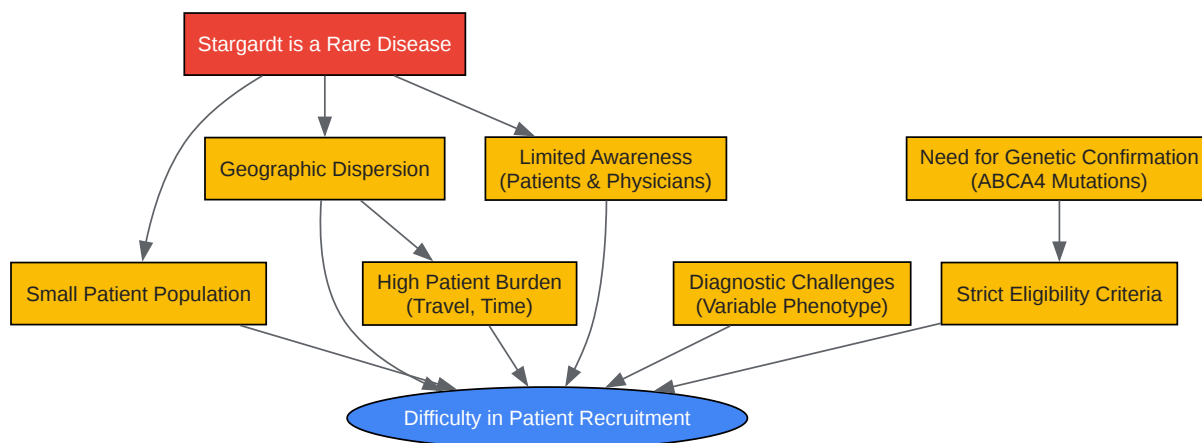 Stargardt is a Rare Disease
Geographic Dispersion
Limited Awareness
(Patients & Physicians)
Need for Genetic Confirmation
(ABCA4 Mutations)
Small Patient Population
High Patient Burden
(Travel, Time)
Diagnostic Challenges
(Variable Phenotype)
Strict Eligibility Criteria
Difficulty in Patient Recruitment